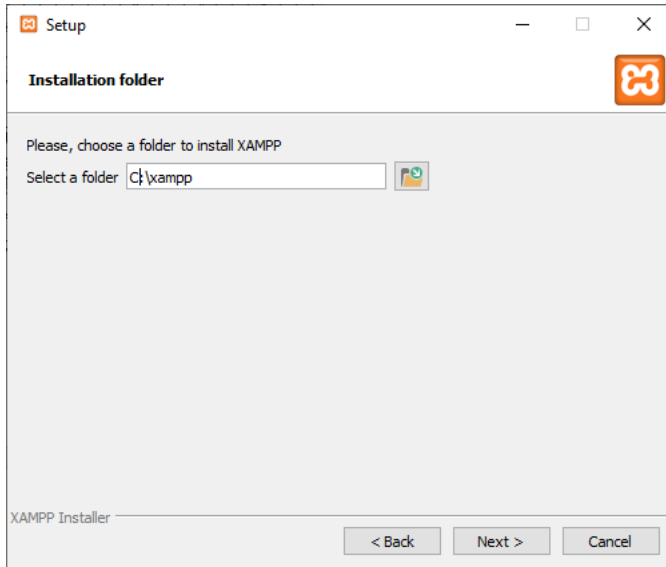 Setup
Installation folder
Please, choose a folder to install XAMPP
Select a folder C:\xampp
XAMPP Installer
< Back Next > Cancel